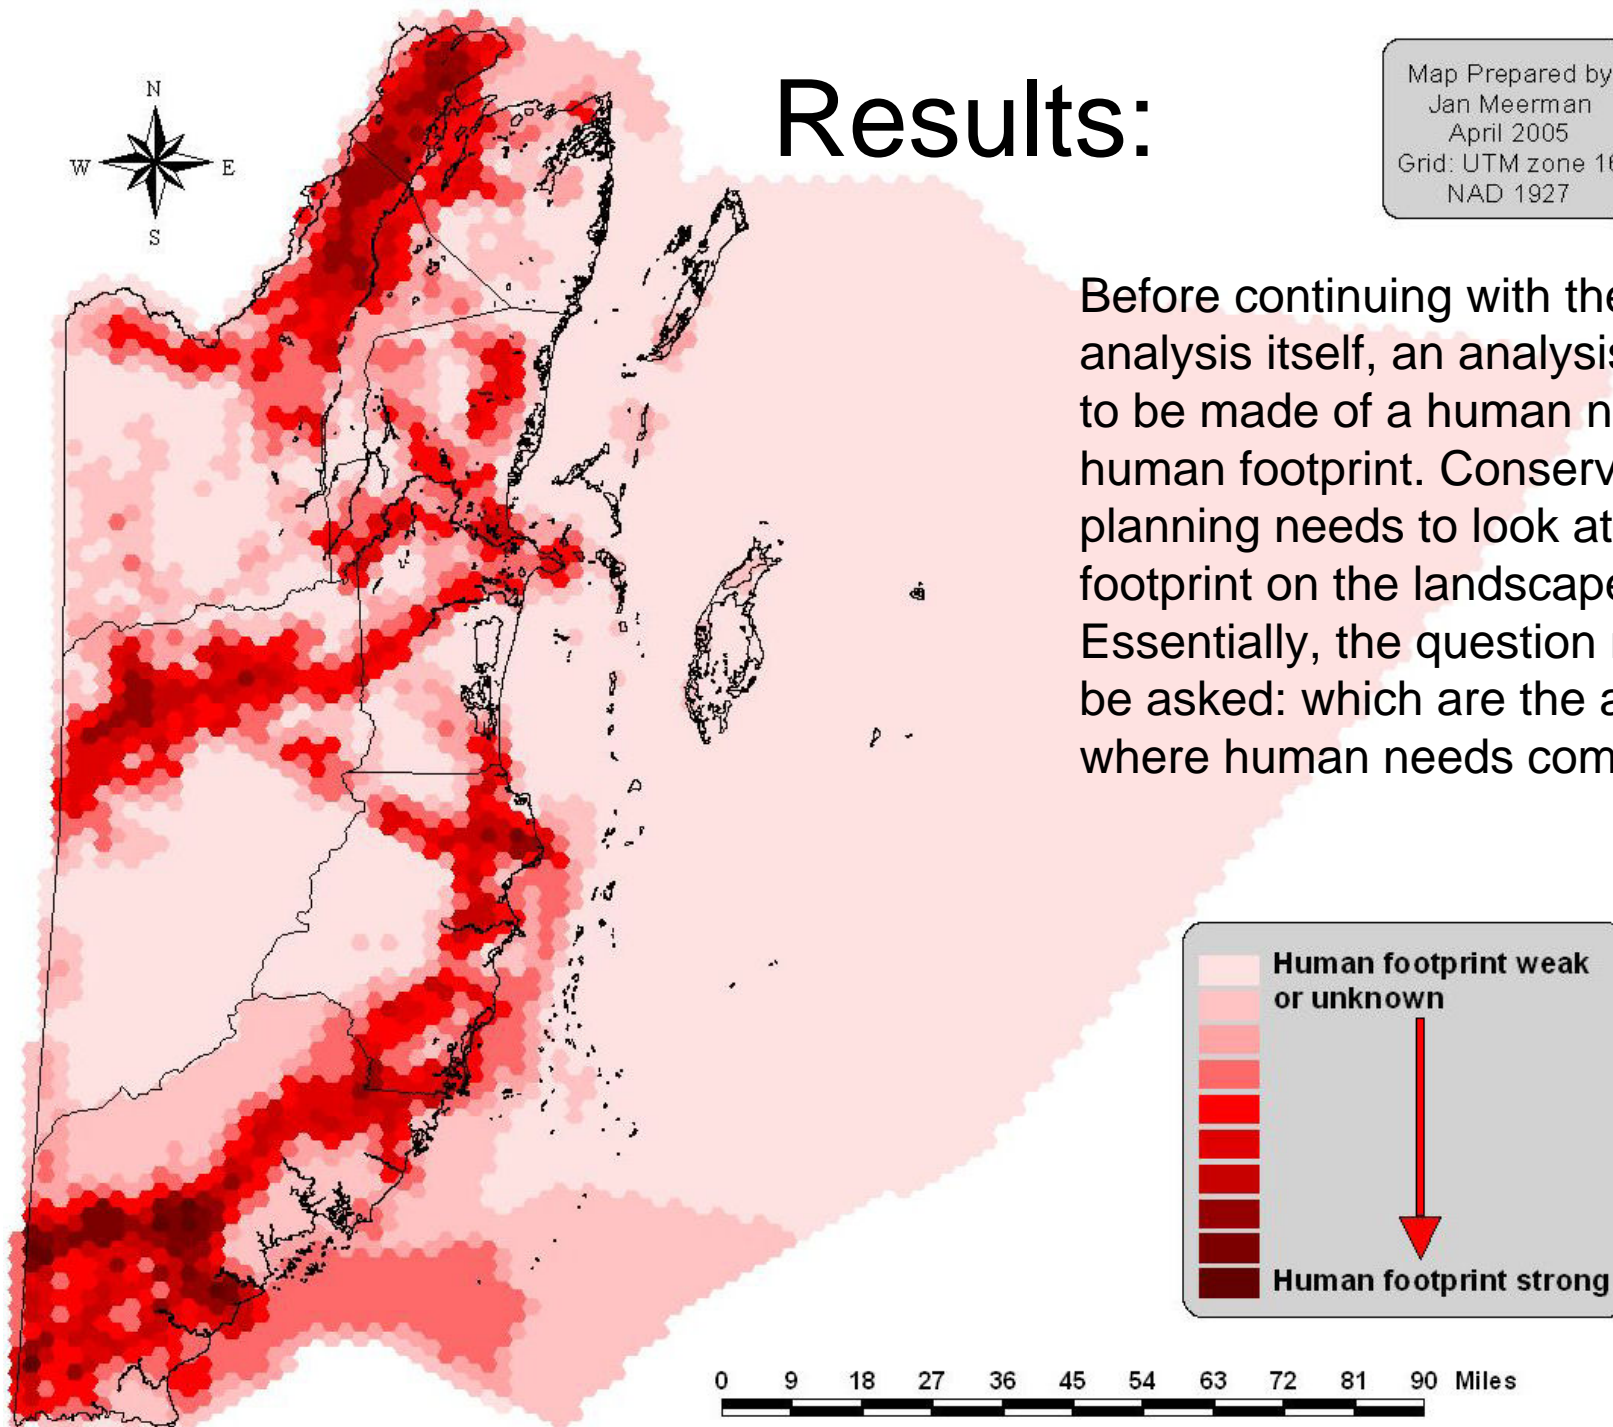 Results:
Map Prepared by
Jan Meerman
April 2005
Grid: UTM zone 16
NAD 1927
N
W
E
S
Before continuing with the
analysis itself, an analysis
to be made of a human n
human footprint. Conserv
planning needs to look at
footprint on the landscape
Essentially, the question
be asked: which are the a
where human needs com
Human footprint weak
or unknown
Human footprint strong
0 9 18 27 36 45 54 63 72 81 90 Miles